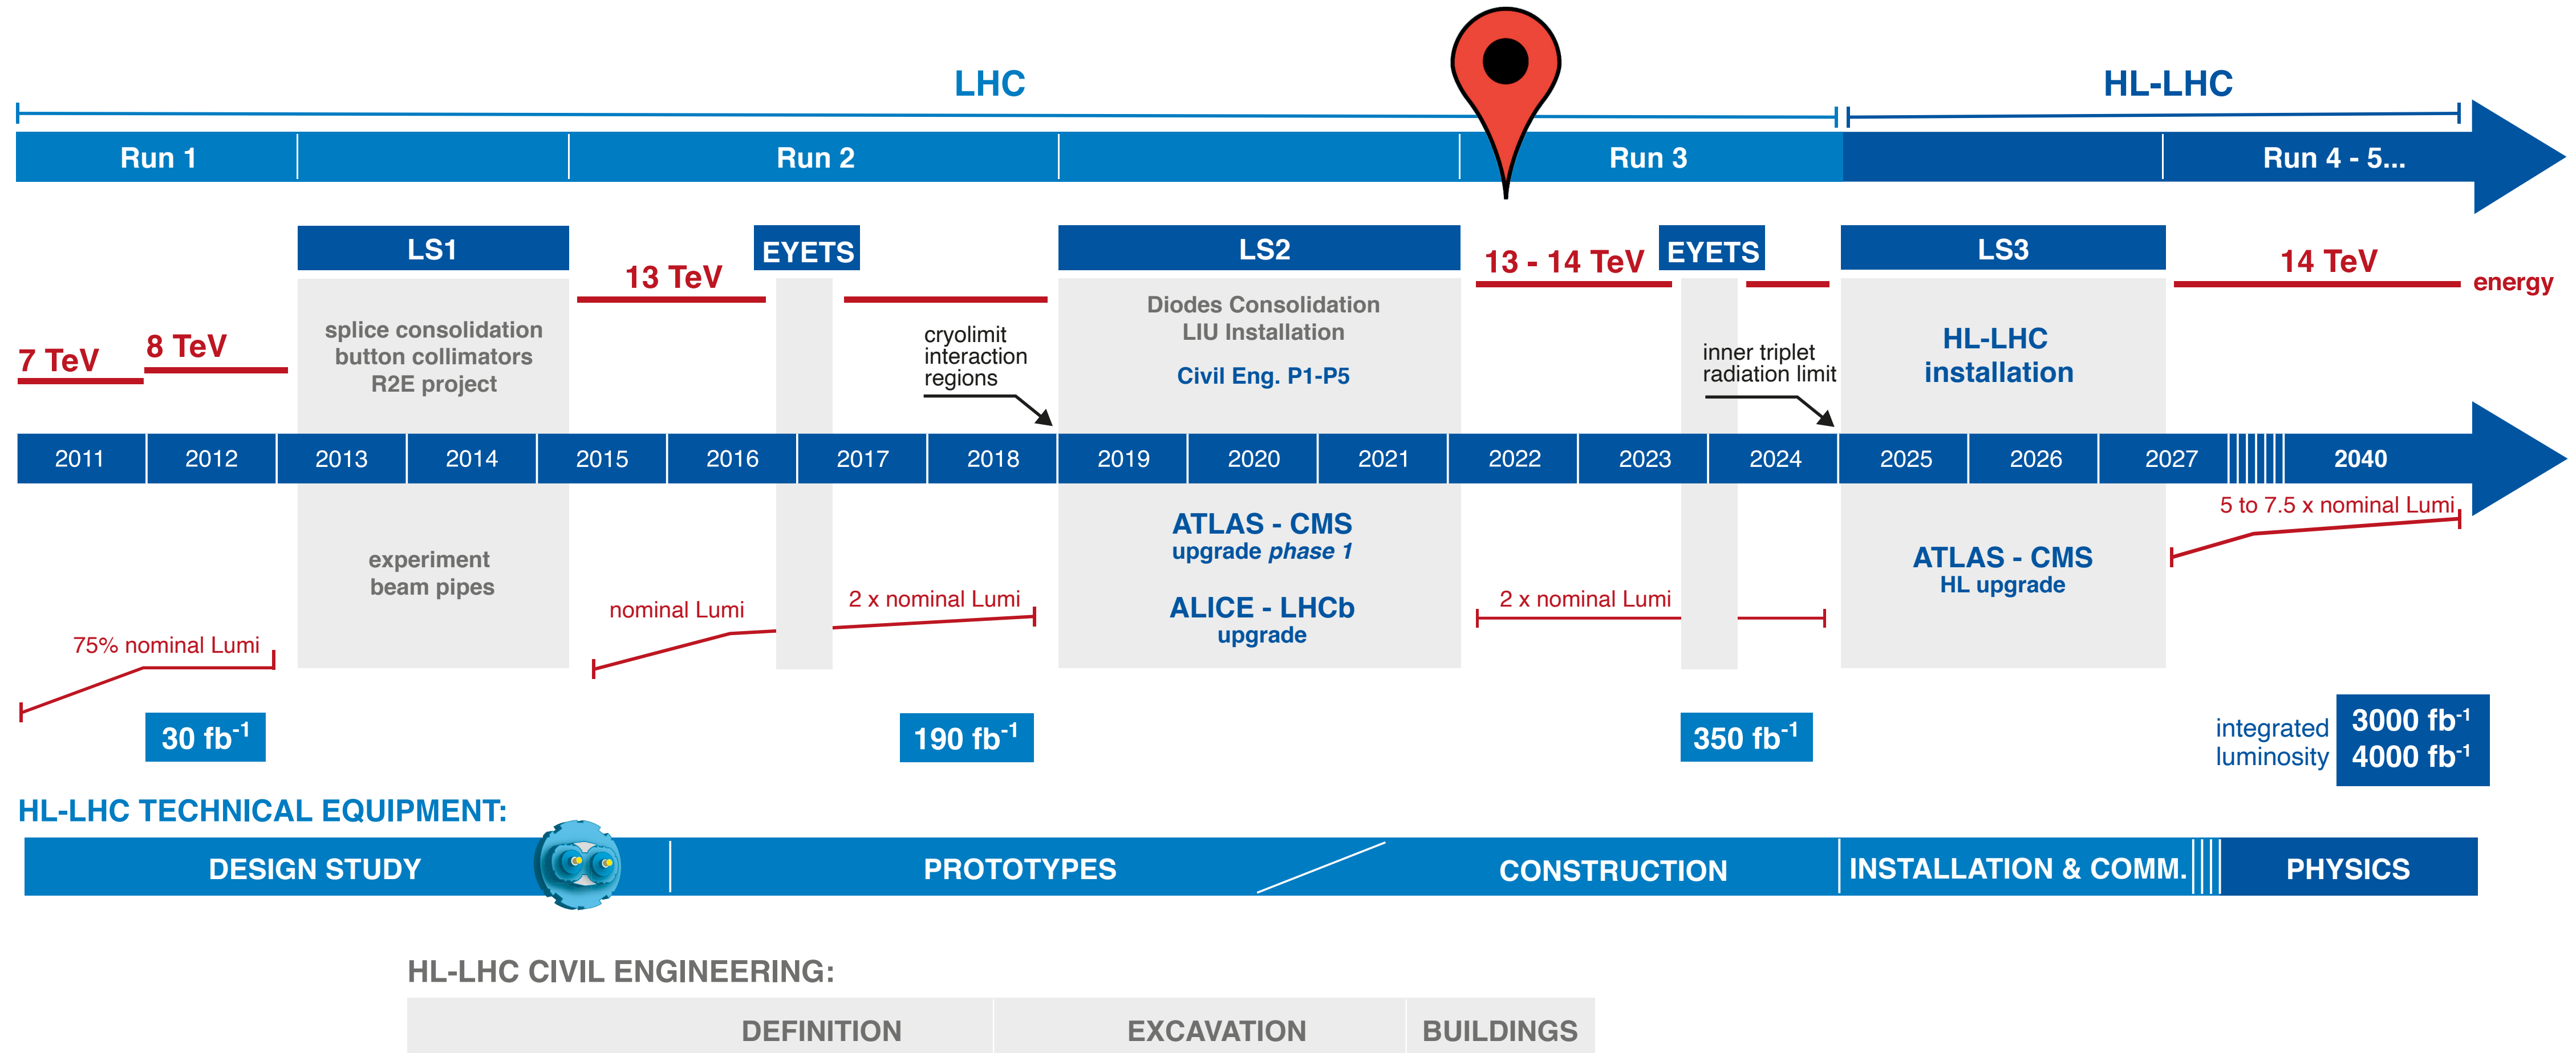 LHC
HL-LHC
Run 1
Run 2
Run 3
Run 4 - 5...
LS1
EYETS
LS2
EYETS
LS3
13 TeV
13 - 14 TeV
14 TeV
energy
7 TeV
8 TeV
splice consolidation
button collimators
R2E project
cryolimit
interaction
regions
Diodes Consolidation
LIU Installation
Civil Eng. P1-P5
inner triplet
radiation limit
HL-LHC
installation
2011
2012
2013
2014
2015
2016
2017
2018
2019
2020
2021
2022
2023
2024
2025
2026
2027
2040
5 to 7.5 x nominal Lumi
experiment
beam pipes
ATLAS - CMS
upgrade phase 1
ALICE - LHCb
upgrade
ATLAS - CMS
HL upgrade
75% nominal Lumi
nominal Lumi
2 x nominal Lumi
2 x nominal Lumi
30 fb⁻¹
190 fb⁻¹
350 fb⁻¹
integrated
luminosity
3000 fb⁻¹
4000 fb⁻¹
HL-LHC TECHNICAL EQUIPMENT:
DESIGN STUDY
PROTOTYPES
CONSTRUCTION
INSTALLATION & COMM.
PHYSICS
HL-LHC CIVIL ENGINEERING:
DEFINITION
EXCAVATION
BUILDINGS